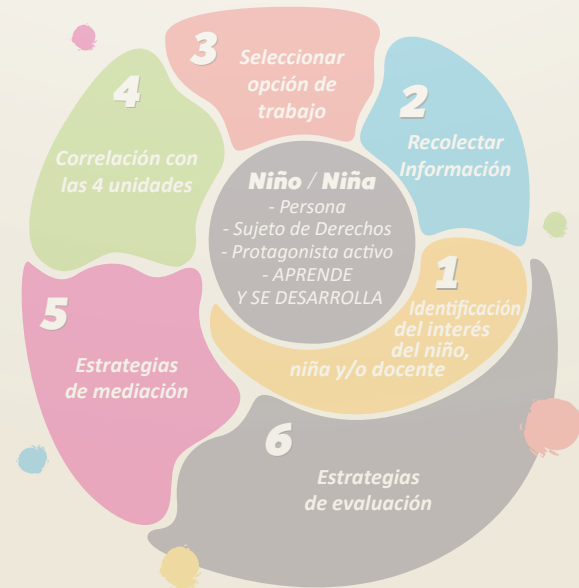 Niño / Niña
- Persona
- Sujeto de Derechos
- Protagonista activo
- APRENDE
Y SE DESARROLLA
1
Identificación
del interés
del niño,
niña y/o docente
2
Recolectar
Información
3
Seleccionar
opción de
trabajo
4
Correlación con
las 4 unidades
5
Estrategias
de mediación
6
Estrategias
de evaluación